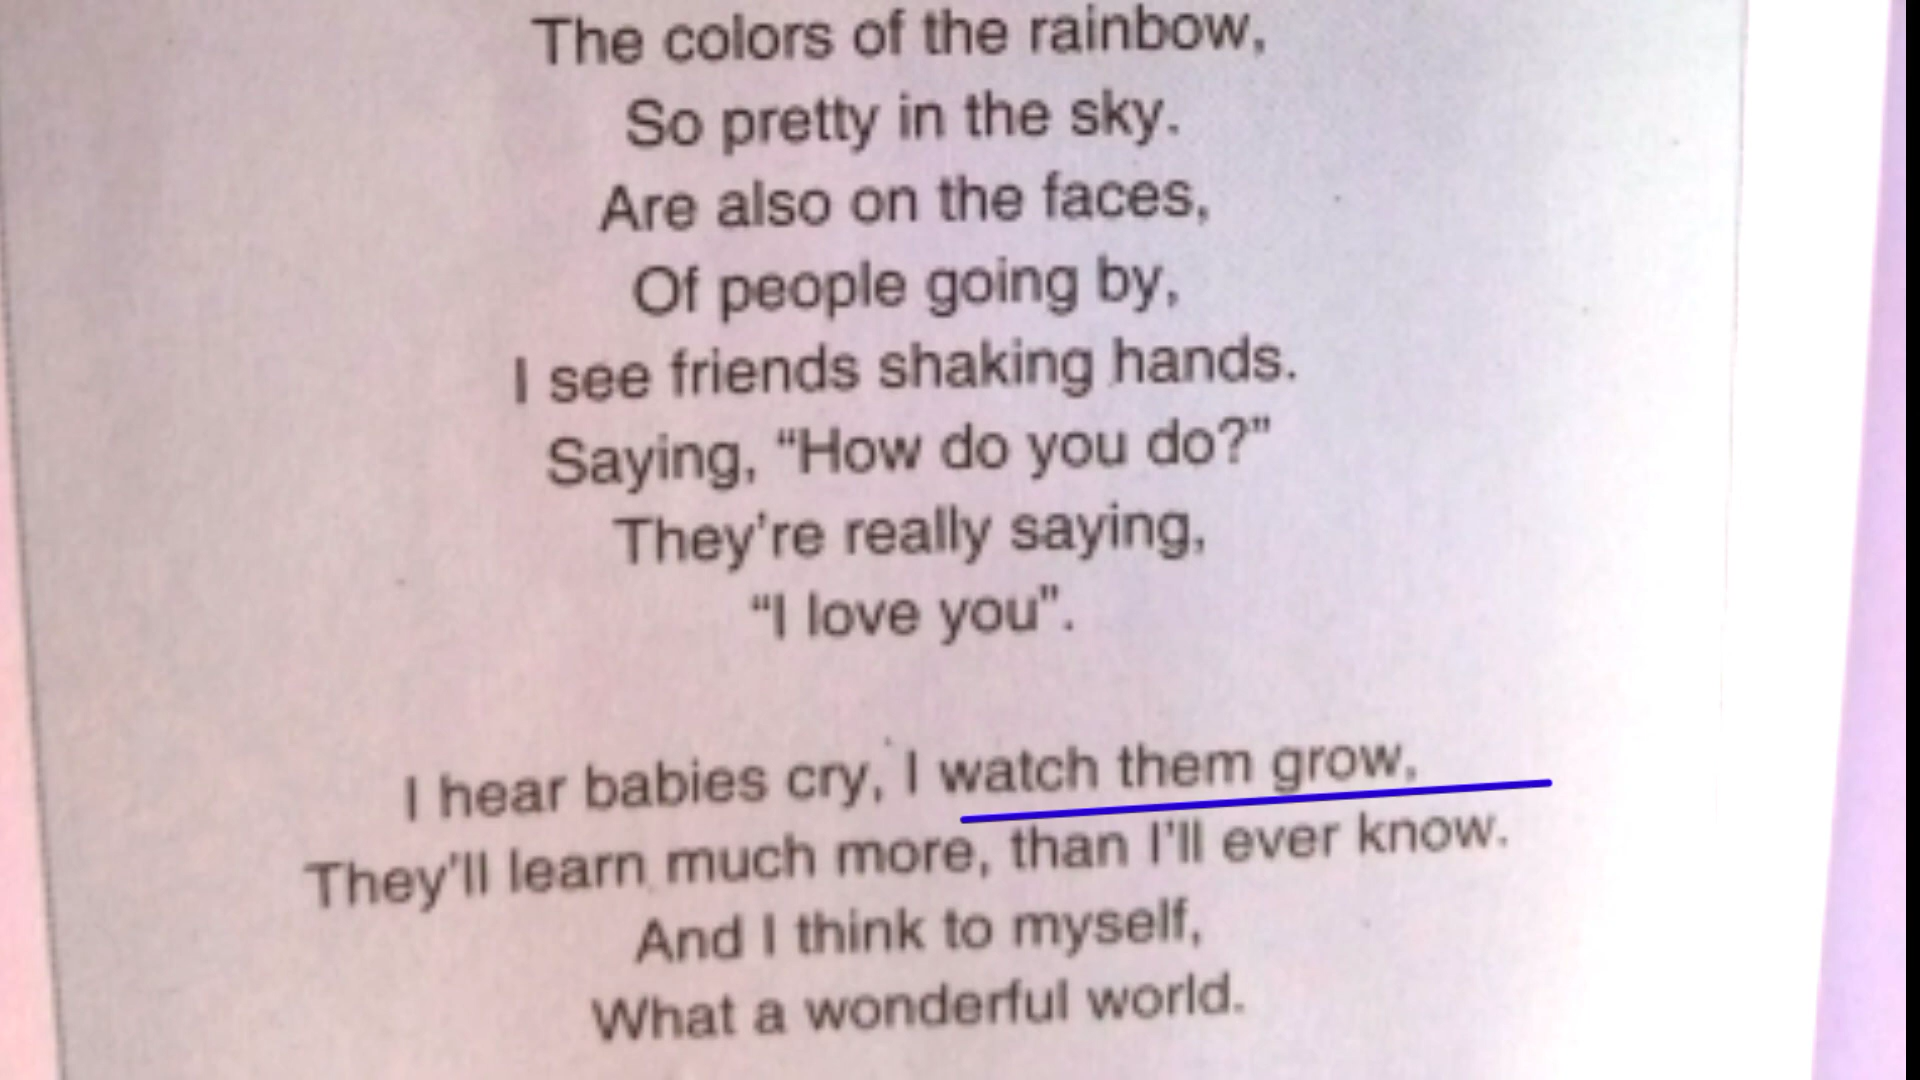 The colors of the rainbow,
So pretty in the sky.
Are also on the faces,
Of people going by,
I see friends shaking hands.
Saying, “How do you do?”
They’re really saying,
“I love you”.
I hear babies cry, I watch them grow,
They’ll learn much more, than I’ll ever know.
And I think to myself,
What a wonderful world.